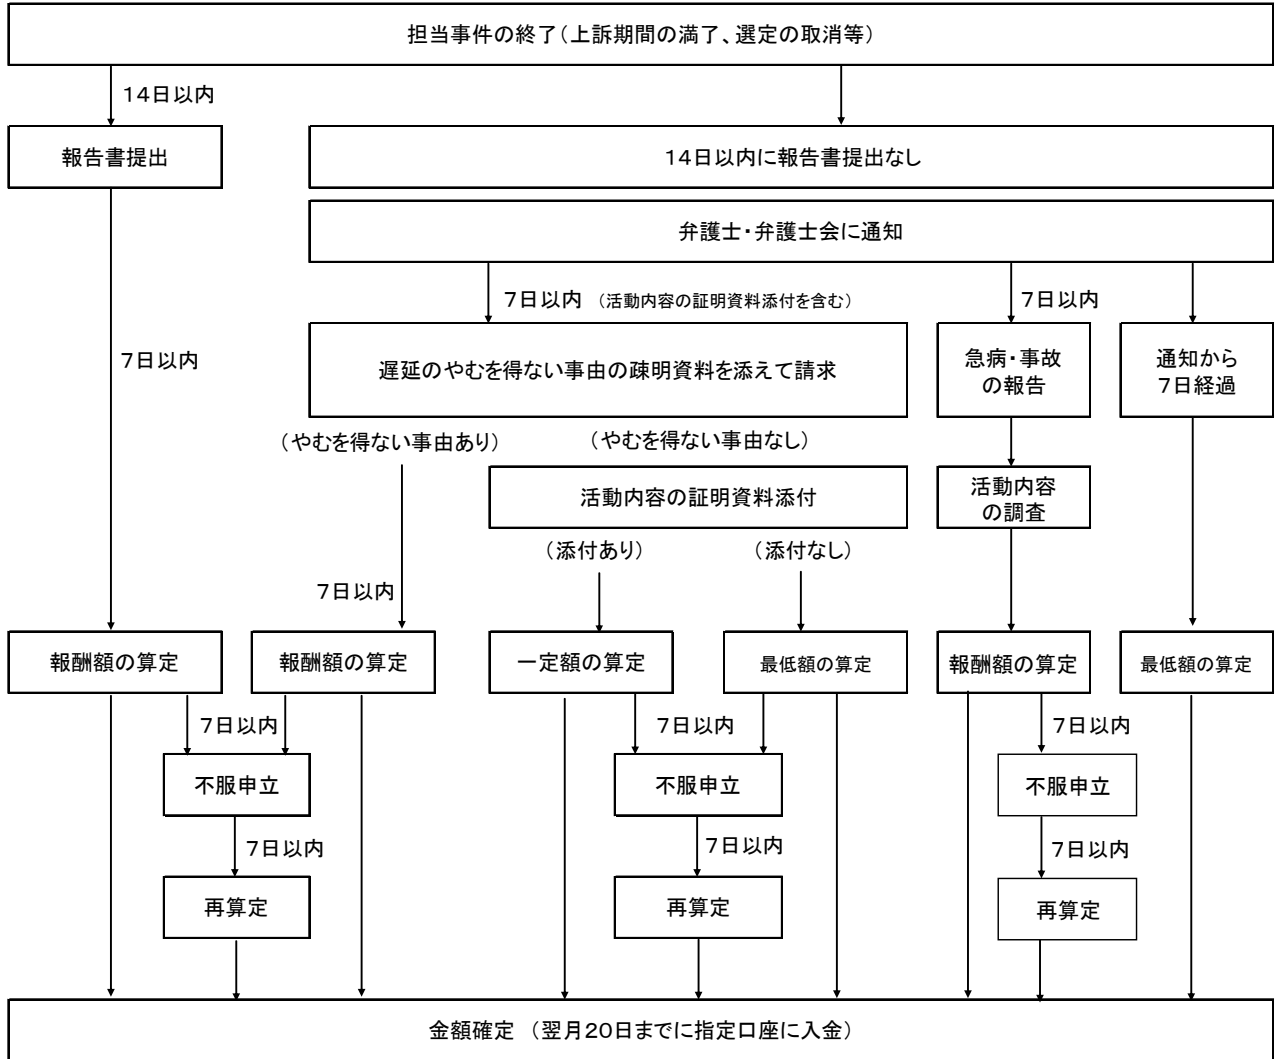 担当事件の終了（上訴期間の満了、選定の取消等）
14日以内
報告書提出
14日以内に報告書提出なし
弁護士・弁護士会に通知
7日以内 （活動内容の証明資料添付を含む）
7日以内
7日以内
遅延のやむを得ない事由の疎明資料を添えて請求
急病・事故
の報告
通知から
7日経過
（やむを得ない事由あり）
（やむを得ない事由なし）
活動内容の証明資料添付
活動内容
の調査
（添付あり）
（添付なし）
7日以内
報酬額の算定
報酬額の算定
一定額の算定
最低額の算定
報酬額の算定
最低額の算定
7日以内
7日以内
7日以内
不服申立
不服申立
不服申立
7日以内
7日以内
7日以内
再算定
再算定
再算定
金額確定 （翌月20日までに指定口座に入金）